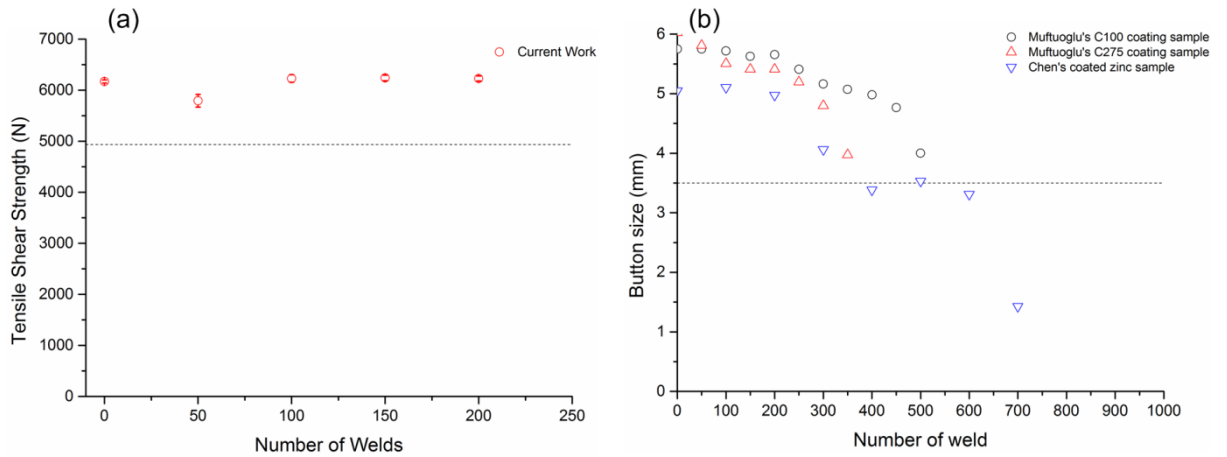 (a)
Tensile Shear Strength (N)
7000
6000
5000
4000
3000
2000
1000
0
0 50 100 150 200 250
Number of Welds
Current Work
(b)
Button size (mm)
6
5
4
3
2
1
0
0 100 200 300 400 500 600 700 800 900 1000
Number of weld
Muftuoglu's C100 coating sample
Muftuoglu's C275 coating sample
Chen's coated zinc sample